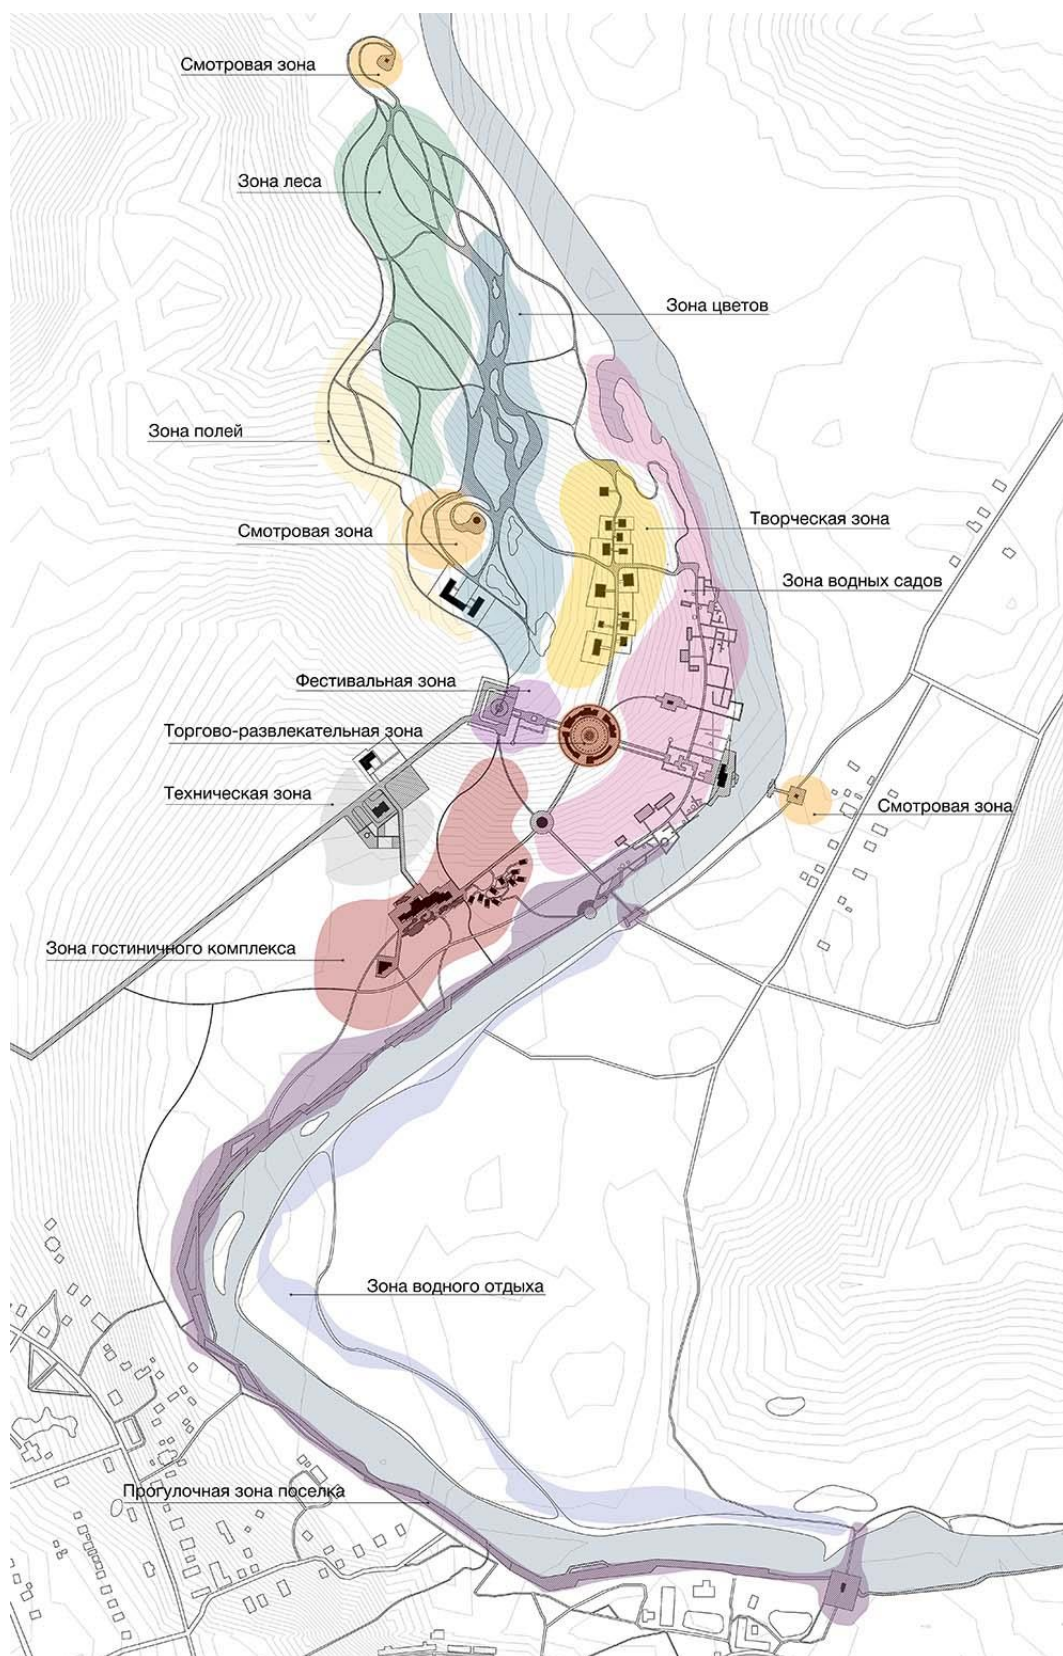 Смотровая зона
Зона леса
Зона цветов
Зона полей
Творческая зона
Смотровая зона
Зона водных садов
Фестивальная зона
Торгово-развлекательная зона
Техническая зона
Смотровая зона
Зона гостиничного комплекса
Зона водного отдыха
Прогулочная зона поселка